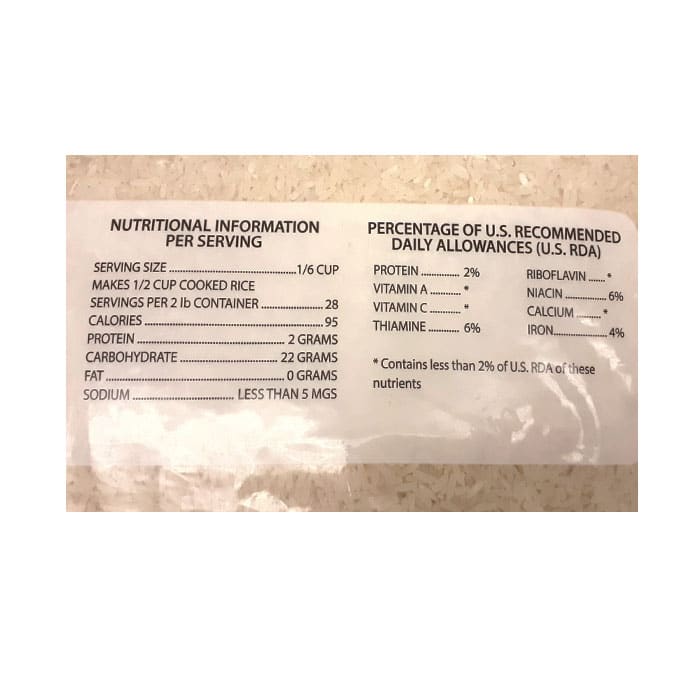 NUTRITIONAL INFORMATION
PER SERVING
SERVING SIZE ............................................1/6 CUP
MAKES 1/2 CUP COOKED RICE
SERVINGS PER 2 lb CONTAINER ..................... 28
CALORIES ............................................................ 95
PROTEIN .................................................. 2 GRAMS
CARBOHYDRATE .................................. 22 GRAMS
FAT ............................................................ 0 GRAMS
SODIUM .................................. LESS THAN 5 MGS
PERCENTAGE OF U.S. RECOMMENDED
DAILY ALLOWANCES (U.S. RDA)
PROTEIN ............. 2%
VITAMIN A .......... *
VITAMIN C .......... *
THIAMINE .......... 6%
RIBOFLAVIN ...... *
NIACIN .............. 6%
CALCIUM ........ *
IRON.................. 4%
* Contains less than 2% of U.S. RDA of these
nutrients